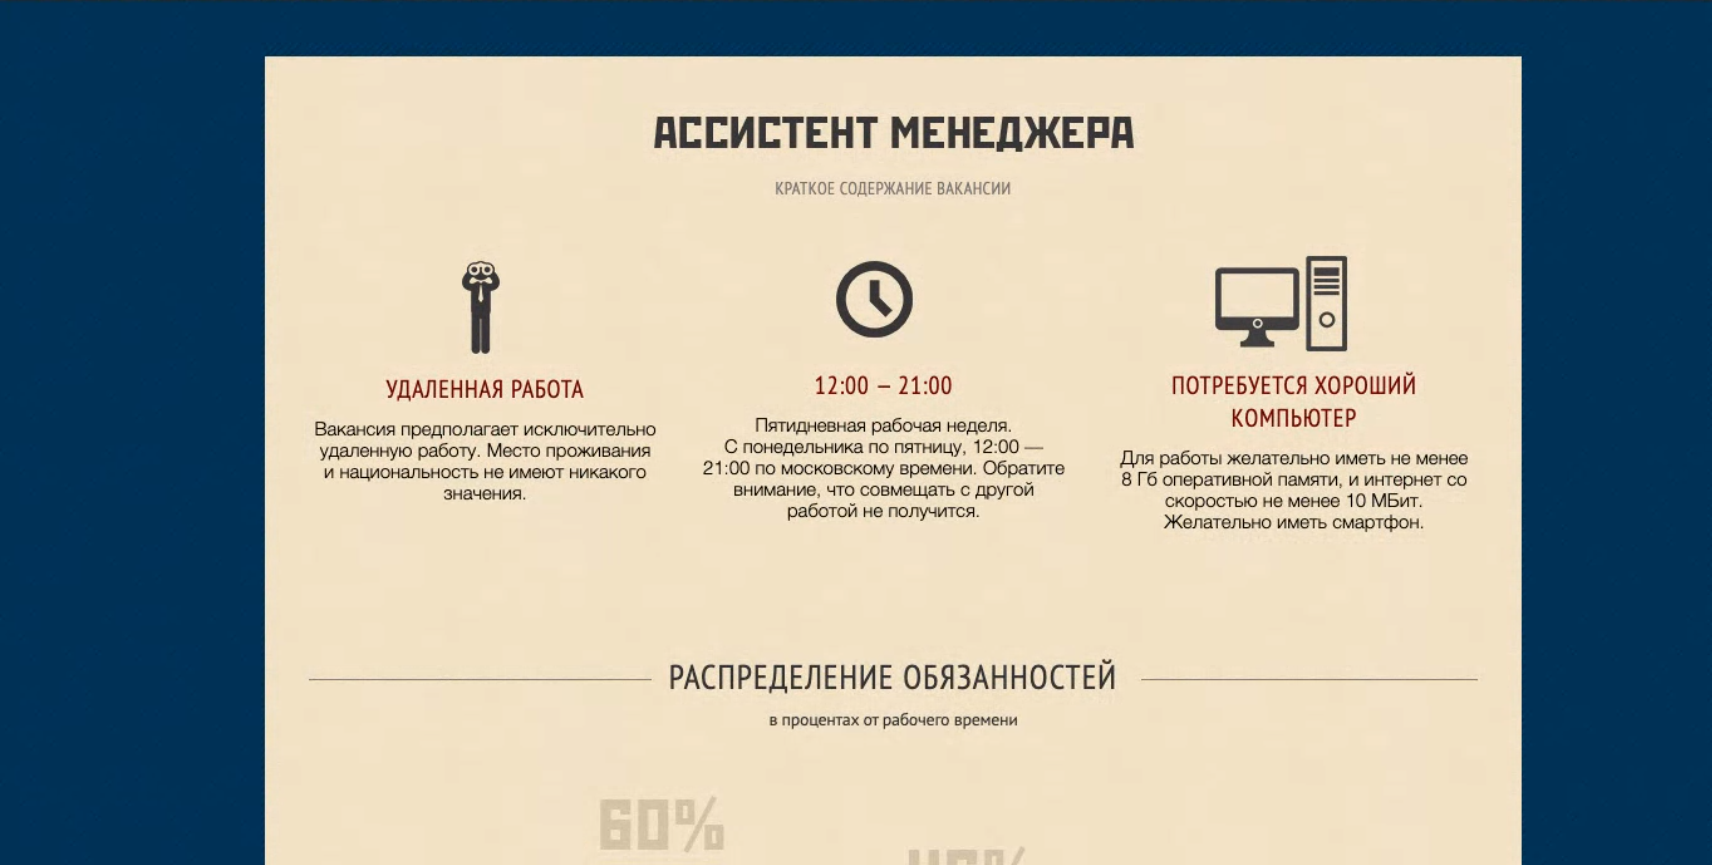 АССИСТЕНТ МЕНЕДЖЕРА
КРАТКОЕ СОДЕРЖАНИЕ ВАКАНСИИ
УДАЛЕННАЯ РАБОТА
Вакансия предполагает исключительно
удаленную работу. Место проживания
и национальность не имеют никакого
значения.
12:00 – 21:00
Пятидневная рабочая неделя.
С понедельника по пятницу, 12:00 —
21:00 по московскому времени. Обратите
внимание, что совмещать с другой
работой не получится.
ПОТРЕБУЕТСЯ ХОРОШИЙ
КОМПЬЮТЕР
Для работы желательно иметь не менее
8 Гб оперативной памяти, и интернет со
скоростью не менее 10 МБит.
Желательно иметь смартфон.
РАСПРЕДЕЛЕНИЕ ОБЯЗАННОСТЕЙ
в процентах от рабочего времени
60%